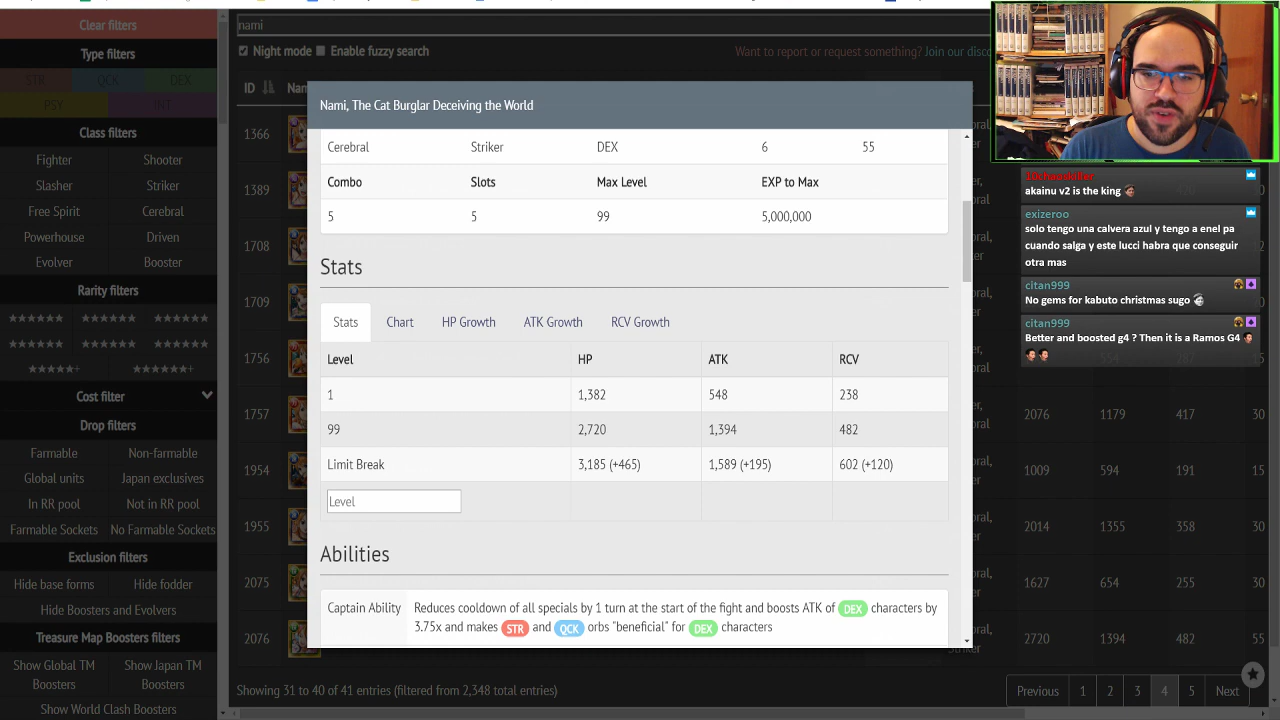 Clear filters
Type filters
STR
QCK
DEX
PSY
INT
Class filters
Fighter
Shooter
Slasher
Striker
Free Spirit
Cerebral
Powerhouse
Driven
Evolver
Booster
Rarity filters
★★★★★★ ★★★★★★ ★★★★★★
★★★★★★ ★★★★★★ ★★★★★★
★★★★★+ ★★★★★★+
Cost filter
Drop filters
Farmable
Non-farmable
Global units
Japan exclusives
In RR pool
Not in RR pool
Farmable Sockets
No Farmable Sockets
Exclusion filters
Hide base forms
Hide fodder
Hide Boosters and Evolvers
Treasure Map Boosters filters
Show Global TM Boosters
Show Japan TM Boosters
Show World Clash Boosters
nami
Night mode
Enable fuzzy search
Want to report or request something? Join our disco
ID
Nam
1366
1389
1708
1709
1756
1757 2076 1179 417 30
1954 1009 594 191 15
1955 2014 1355 358 30
2075 1627 654 255 30
2076 2720 1394 482 55
Showing 31 to 40 of 41 entries (filtered from 2,348 total entries)
Previous 1 2 3 4 5 Next
Nami, The Cat Burglar Deceiving the World
Cerebral Striker DEX 6 55
Combo Slots Max Level EXP to Max
5 5 99 5,000,000
Stats
Stats Chart HP Growth ATK Growth RCV Growth
Level HP ATK RCV
1 1,382 548 238
99 2,720 1,394 482
Limit Break 3,185 (+465) 1,589 (+195) 602 (+120)
Level
Abilities
Captain Ability Reduces cooldown of all specials by 1 turn at the start of the fight and boosts ATK of DEX characters by
3.75x and makes STR and QCK orbs "beneficial" for DEX characters
akainu v2 is the king
exizeroo
solo tengo una calvera azul y tengo a enel pa
cuando salga y este lucci habra que conseguir
otra mas
citan999
No gems for kabuto christmas sugo
citan999
Better and boosted g4 ? Then it is a Ramos G4